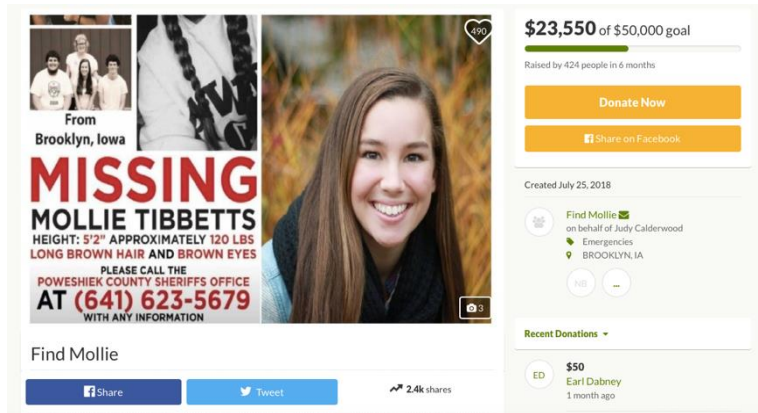 490
From
Brooklyn, Iowa
MISSING
MOLLIE TIBBETTS
HEIGHT: 5'2" APPROXIMATELY 120 LBS
LONG BROWN HAIR AND BROWN EYES
PLEASE CALL THE
POWESHIEK COUNTY SHERIFFS OFFICE
AT (641) 623-5679
WITH ANY INFORMATION
3
Find Mollie
Share
Tweet
2.4k shares
$23,550 of $50,000 goal
Raised by 424 people in 6 months
Donate Now
Share on Facebook
Created July 25, 2018
Find Mollie
on behalf of Judy Calderwood
Emergencies
BROOKLYN, IA
NB
...
Recent Donations
ED
$50
Earl Dabney
1 month ago